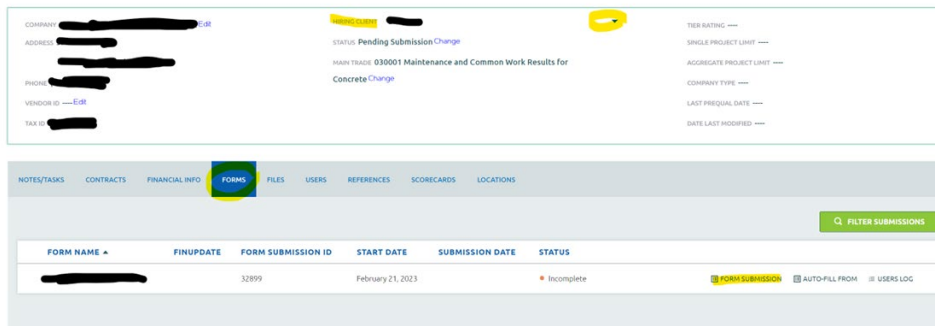 COMPANY Edit
HIRING CLIENT
TIER RATING ----
ADDRESS
STATUS Pending Submission Change
SINGLE PROJECT LIMIT ----
MAIN TRADE 030001 Maintenance and Common Work Results for
Concrete Change
AGGREGATE PROJECT LIMIT ----
PHONE
COMPANY TYPE ----
VENDOR ID ---- Edit
LAST PREQUAL DATE ----
TAX ID
DATE LAST MODIFIED ----
NOTES/TASKS CONTRACTS FINANCIAL INFO FORMS FILES USERS REFERENCES SCORECARDS LOCATIONS
FILTER SUBMISSIONS
FORM NAME FINUPDATE FORM SUBMISSION ID START DATE SUBMISSION DATE STATUS
32899 February 21, 2023 Incomplete FORM SUBMISSION AUTO-FILL FROM USERS LOG